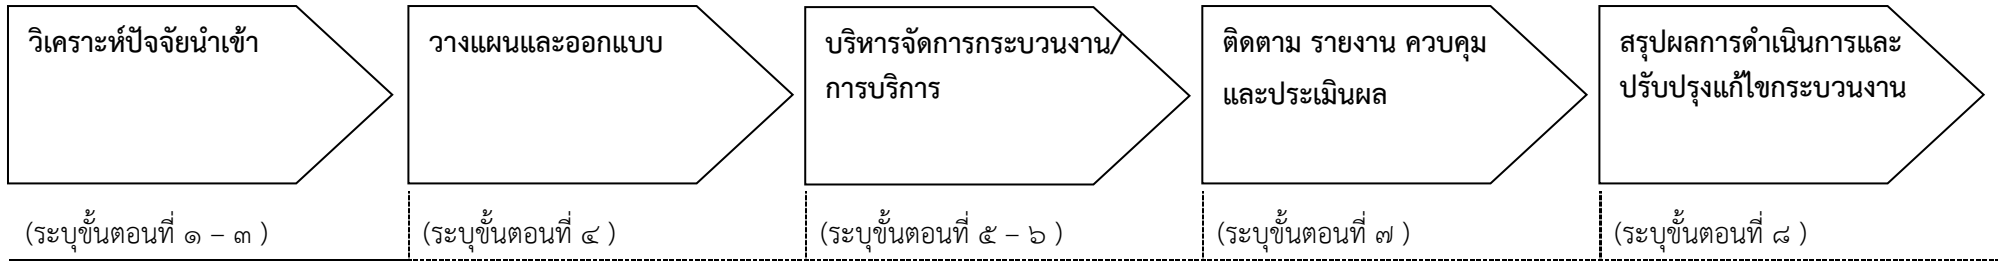 วิเคราะห์ปัจจัยนำเข้า
วางแผนและออกแบบ
บริหารจัดการกระบวนงาน/
การบริการ
ติดตาม รายงาน ควบคุม
และประเมินผล
สรุปผลการดำเนินการและ
ปรับปรุงแก้ไขกระบวนงาน
(ระบุขั้นตอนที่ ๑ – ๓ )
(ระบุขั้นตอนที่ ๔ )
(ระบุขั้นตอนที่ ๕ – ๖ )
(ระบุขั้นตอนที่ ๗ )
(ระบุขั้นตอนที่ ๘ )